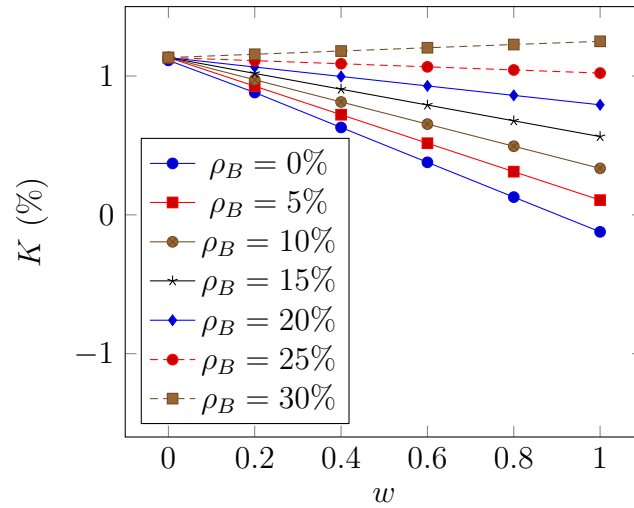 1
0
−1
K (%)
ρ_B = 0%
ρ_B = 5%
ρ_B = 10%
ρ_B = 15%
ρ_B = 20%
ρ_B = 25%
ρ_B = 30%
0 0.2 0.4 0.6 0.8 1
w